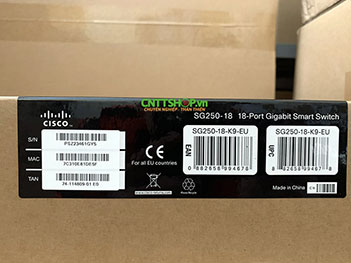 CNTTSHOP.vn
CHUYÊN NGHIỆP - THÂN THIỆN
CISCO
SG250-18 18-Port Gigabit Smart Switch
S/N
MAC
TAN
For all EU countries
SG250-18-K9-EU
EAN
SG250-18-K9-EU
UPC
Made in China